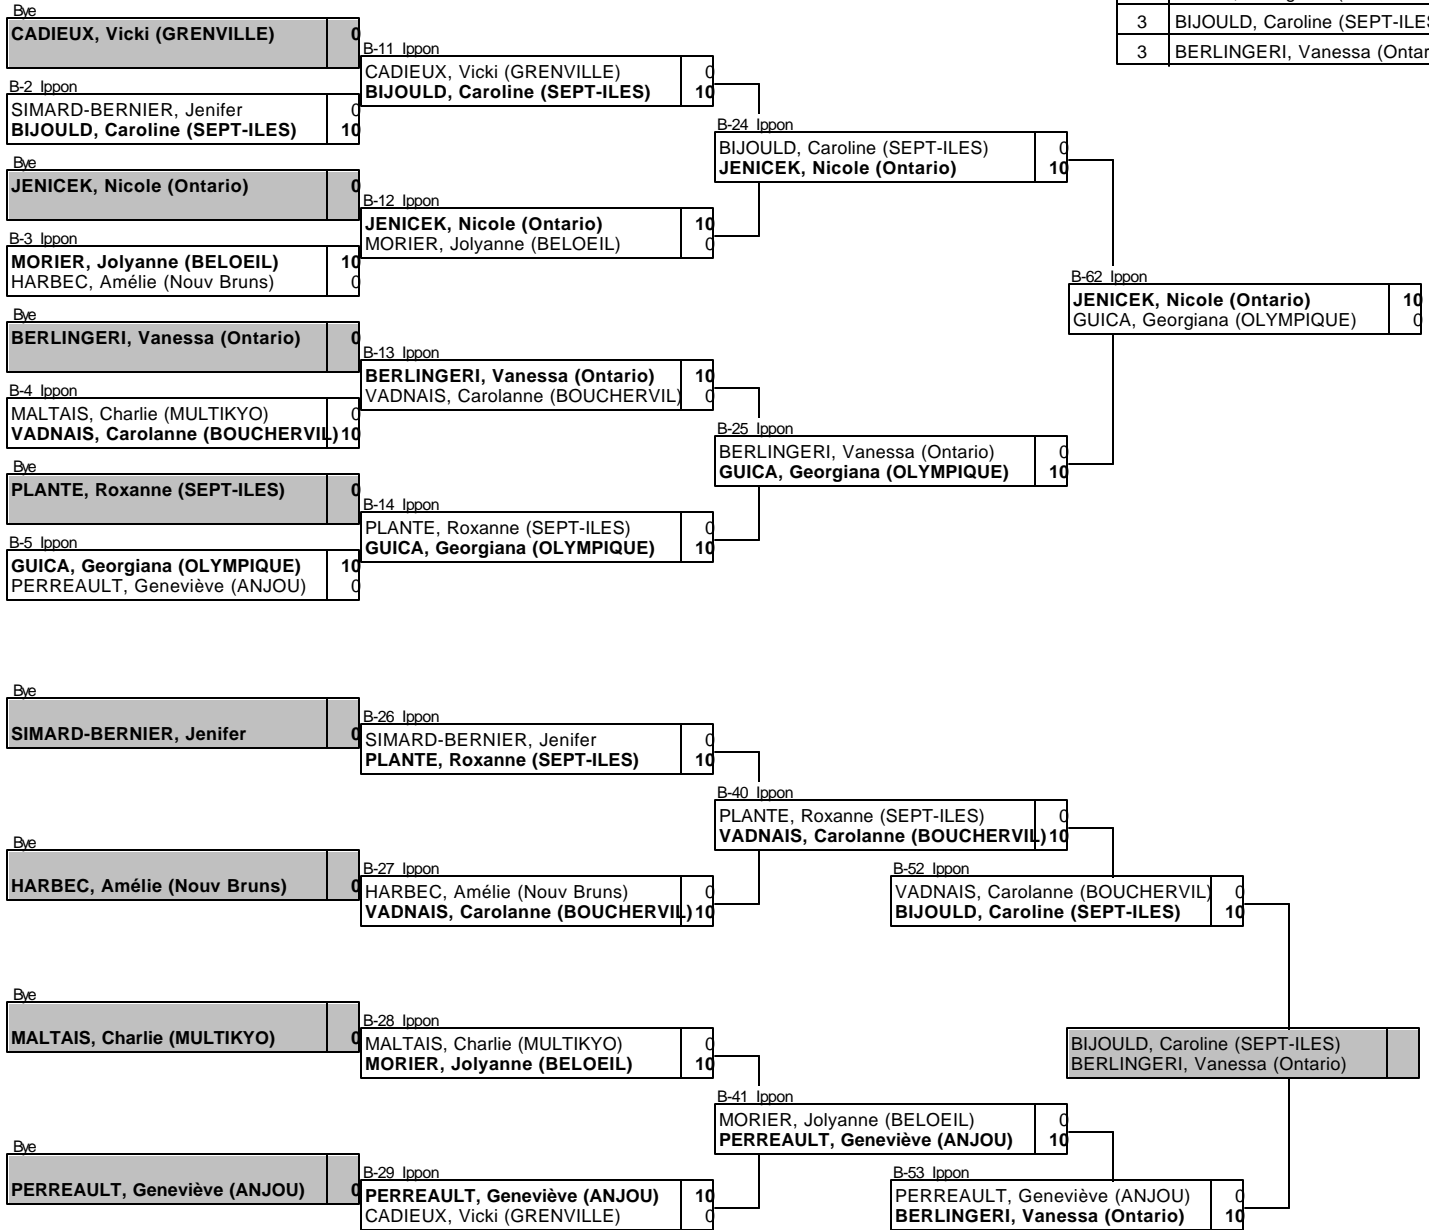 3 BIJOULD, Caroline (SEPT-ILES
3 BERLINGERI, Vanessa (Ontar
Bye
CADIEUX, Vicki (GRENVILLE) 0
B-2 Ippon
SIMARD-BERNIER, Jenifer 0
BIJOULD, Caroline (SEPT-ILES) 10
Bye
JENICEK, Nicole (Ontario) 0
B-3 Ippon
MORIER, Jolyanne (BELOEIL) 10
HARBEC, Amélie (Nouv Bruns) 0
Bye
BERLINGERI, Vanessa (Ontario) 0
B-4 Ippon
MALTAIS, Charlie (MULTIKYO) 0
VADNAIS, Carolanne (BOUCHERVIL) 10
Bye
PLANTE, Roxanne (SEPT-ILES) 0
B-5 Ippon
GUICA, Georgiana (OLYMPIQUE) 10
PERREAULT, Geneviève (ANJOU) 0
B-11 Ippon
CADIEUX, Vicki (GRENVILLE) 0
BIJOULD, Caroline (SEPT-ILES) 10
B-12 Ippon
JENICEK, Nicole (Ontario) 10
MORIER, Jolyanne (BELOEIL) 0
B-13 Ippon
BERLINGERI, Vanessa (Ontario) 10
VADNAIS, Carolanne (BOUCHERVIL) 0
B-14 Ippon
PLANTE, Roxanne (SEPT-ILES) 0
GUICA, Georgiana (OLYMPIQUE) 10
B-24 Ippon
BIJOULD, Caroline (SEPT-ILES) 0
JENICEK, Nicole (Ontario) 10
B-25 Ippon
BERLINGERI, Vanessa (Ontario) 0
GUICA, Georgiana (OLYMPIQUE) 10
B-62 Ippon
JENICEK, Nicole (Ontario) 10
GUICA, Georgiana (OLYMPIQUE) 0
Bye
SIMARD-BERNIER, Jenifer 0
Bye
HARBEC, Amélie (Nouv Bruns) 0
Bye
MALTAIS, Charlie (MULTIKYO) 0
Bye
PERREAULT, Geneviève (ANJOU) 0
B-26 Ippon
SIMARD-BERNIER, Jenifer 0
PLANTE, Roxanne (SEPT-ILES) 10
B-27 Ippon
HARBEC, Amélie (Nouv Bruns) 0
VADNAIS, Carolanne (BOUCHERVIL) 10
B-28 Ippon
MALTAIS, Charlie (MULTIKYO) 0
MORIER, Jolyanne (BELOEIL) 10
B-29 Ippon
PERREAULT, Geneviève (ANJOU) 10
CADIEUX, Vicki (GRENVILLE) 0
B-40 Ippon
PLANTE, Roxanne (SEPT-ILES) 0
VADNAIS, Carolanne (BOUCHERVIL) 10
B-41 Ippon
MORIER, Jolyanne (BELOEIL) 0
PERREAULT, Geneviève (ANJOU) 10
B-52 Ippon
VADNAIS, Carolanne (BOUCHERVIL) 0
BIJOULD, Caroline (SEPT-ILES) 10
B-53 Ippon
PERREAULT, Geneviève (ANJOU) 0
BERLINGERI, Vanessa (Ontario) 10
BIJOULD, Caroline (SEPT-ILES)
BERLINGERI, Vanessa (Ontario)